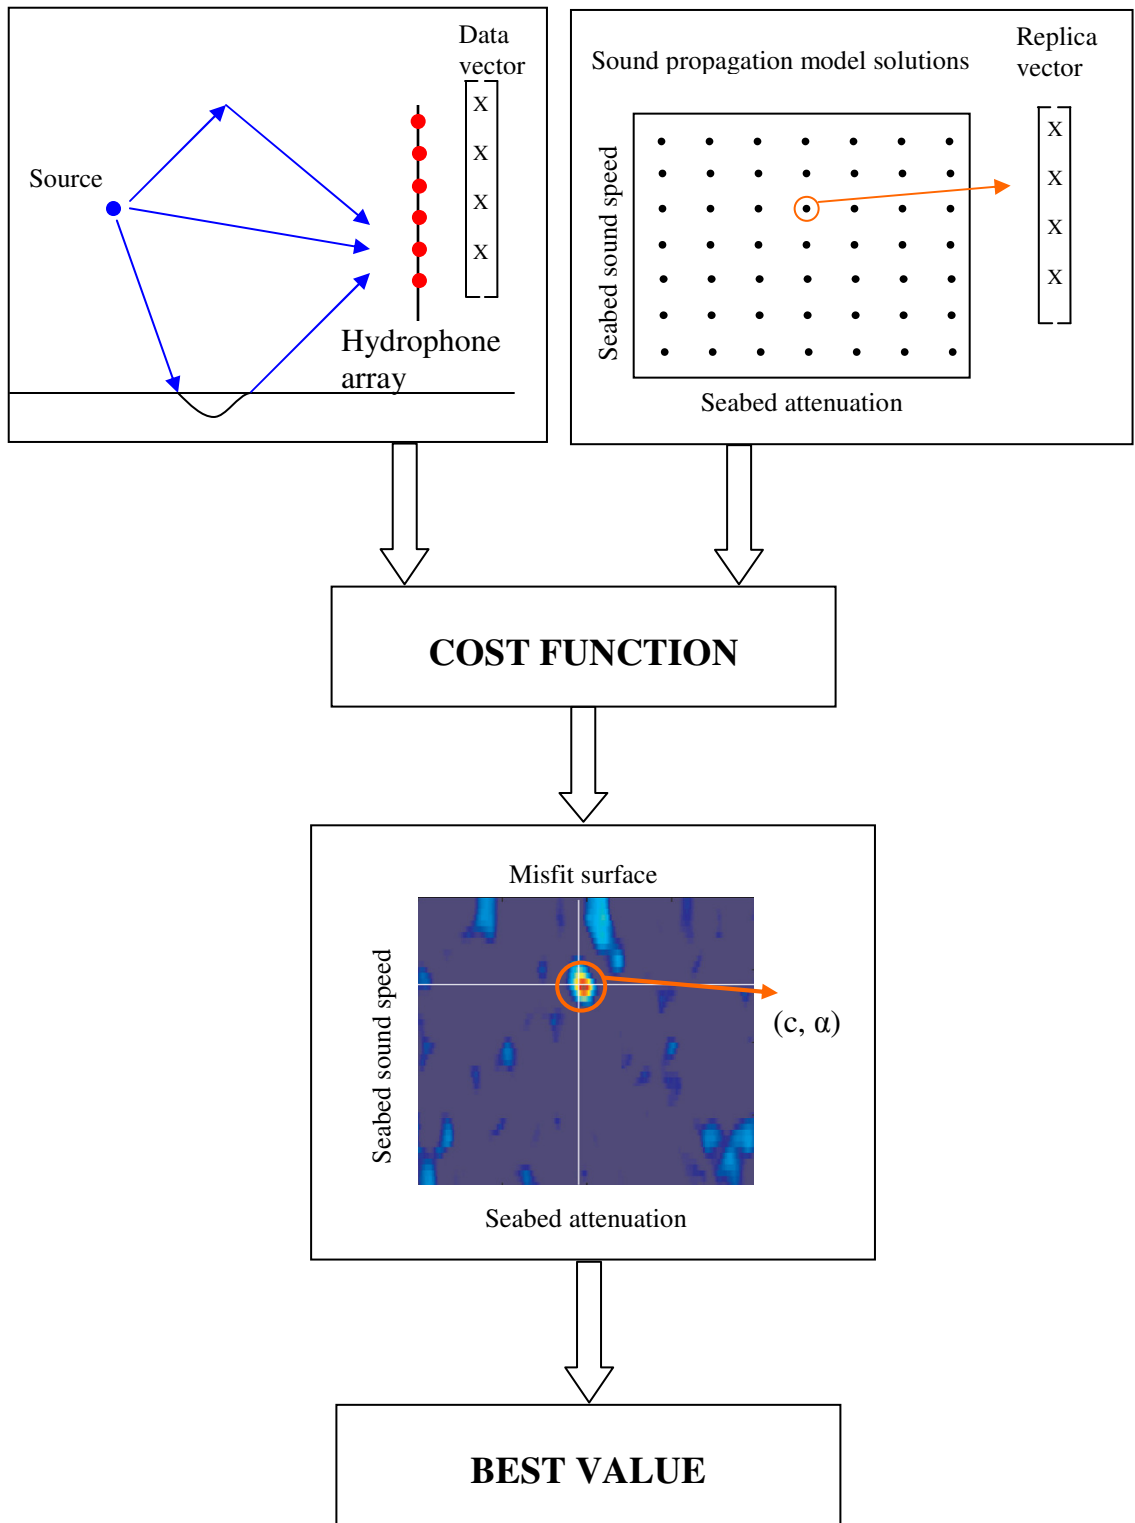 Data
vector
X
X
X
X
Source
Hydrophone
array
Replica
vector
Sound propagation model solutions
X
X
X
X
Seabed sound speed
Seabed attenuation
COST FUNCTION
Misfit surface
Seabed sound speed
(c, α)
Seabed attenuation
BEST VALUE